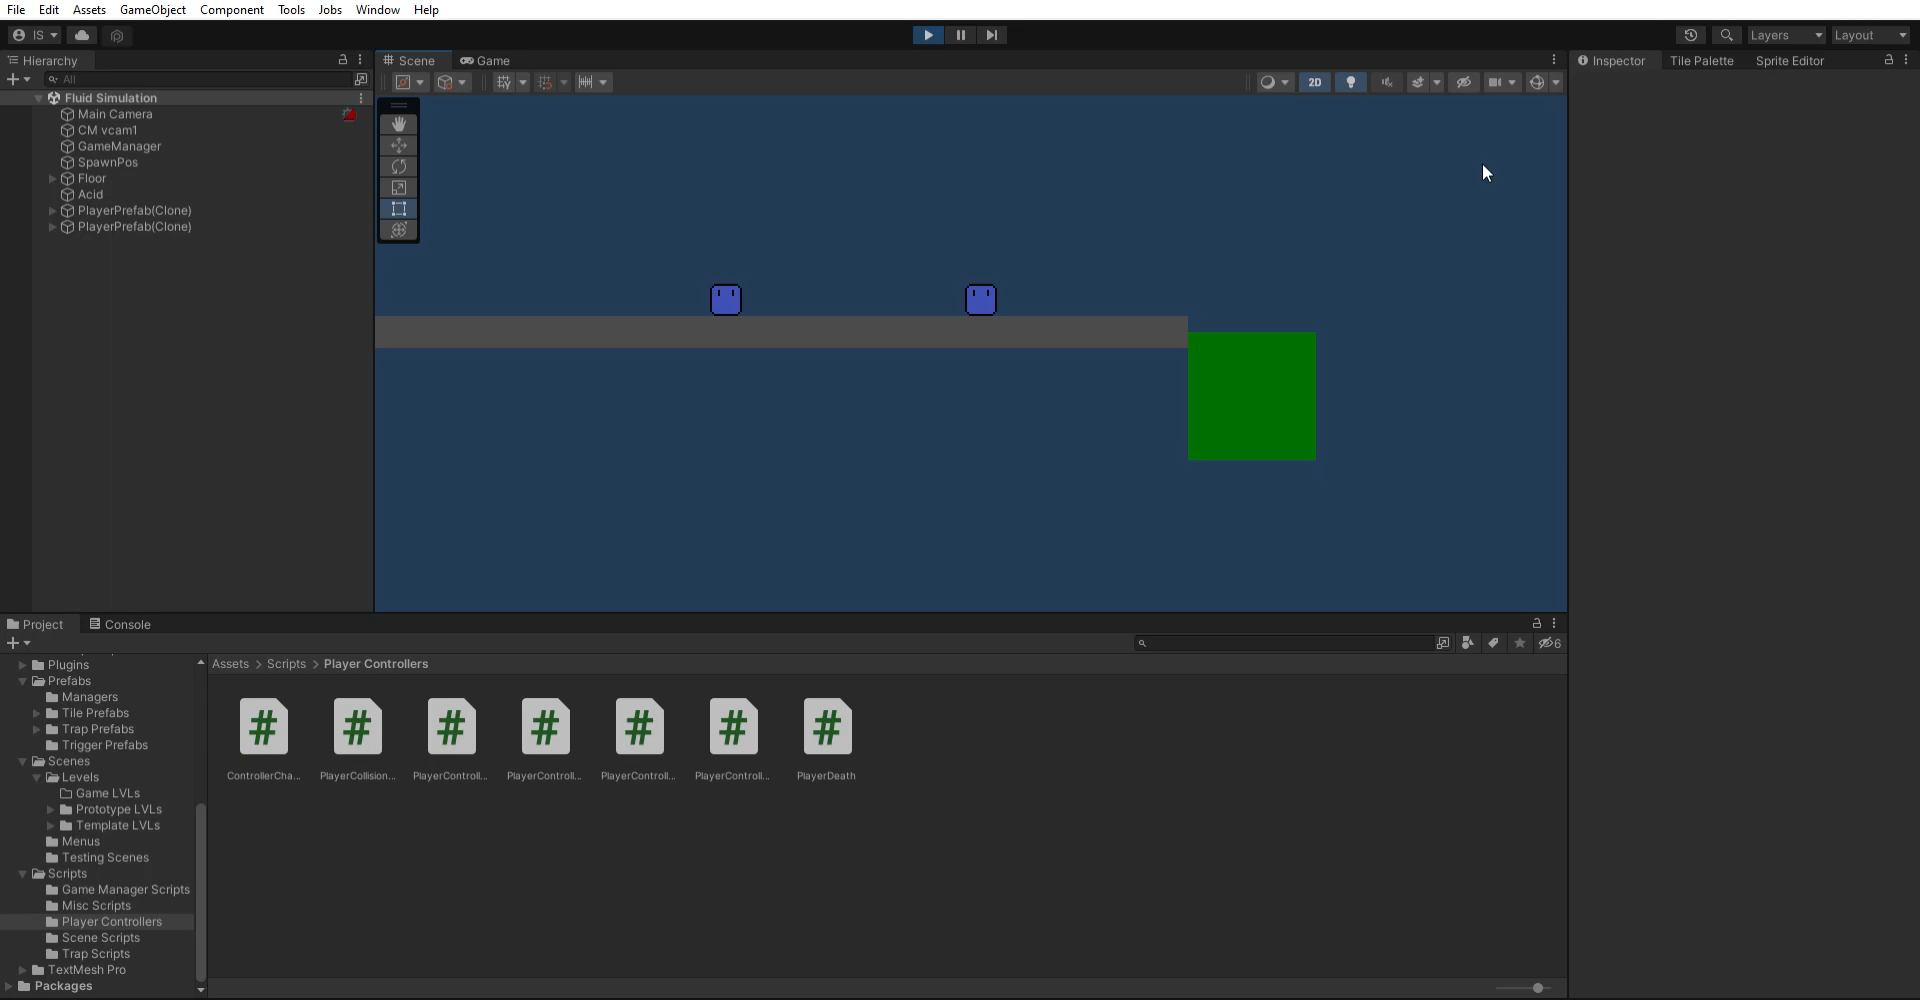 File Edit Assets GameObject Component Tools Jobs Window Help
IS Layers Layout
Hierarchy
Scene Game
Inspector Tile Palette Sprite Editor
All
2D
Fluid Simulation
Main Camera
CM vcam1
GameManager
SpawnPos
Floor
Acid
PlayerPrefab(Clone)
PlayerPrefab(Clone)
Project Console
6
Plugins
Prefabs
Managers
Tile Prefabs
Trap Prefabs
Trigger Prefabs
Scenes
Levels
Game LVLs
Prototype LVLs
Template LVLs
Menus
Testing Scenes
Scripts
Game Manager Scripts
Misc Scripts
Player Controllers
Scene Scripts
Trap Scripts
TextMesh Pro
Packages
Assets > Scripts > Player Controllers
# # # # # # #
ControllerCha... PlayerCollision... PlayerControll... PlayerControll... PlayerControll... PlayerControll... PlayerDeath